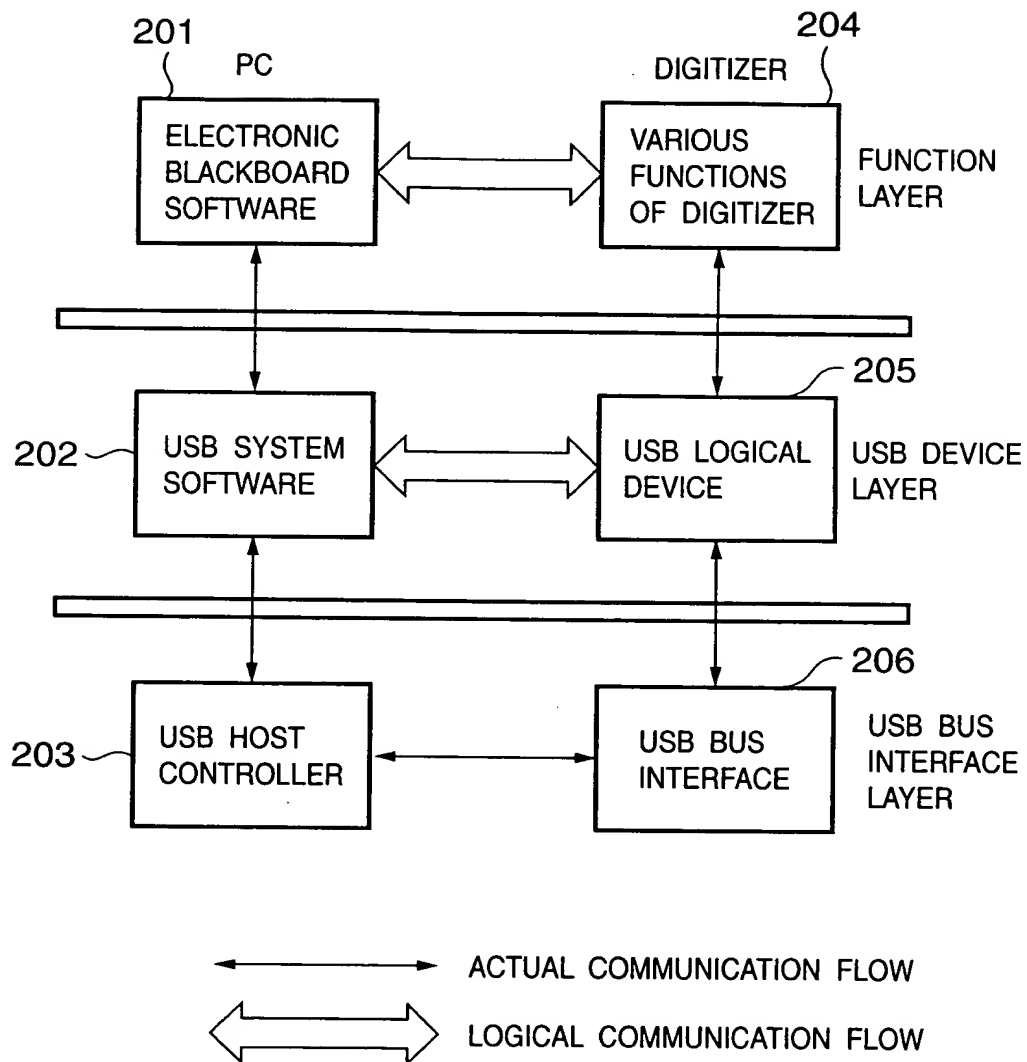 201
PC
204
DIGITIZER
ELECTRONIC
BLACKBOARD
SOFTWARE
VARIOUS
FUNCTIONS
OF DIGITIZER
FUNCTION
LAYER
202
USB SYSTEM
SOFTWARE
205
USB LOGICAL
DEVICE
USB DEVICE
LAYER
203
USB HOST
CONTROLLER
206
USB BUS
INTERFACE
USB BUS
INTERFACE
LAYER
ACTUAL COMMUNICATION FLOW
LOGICAL COMMUNICATION FLOW